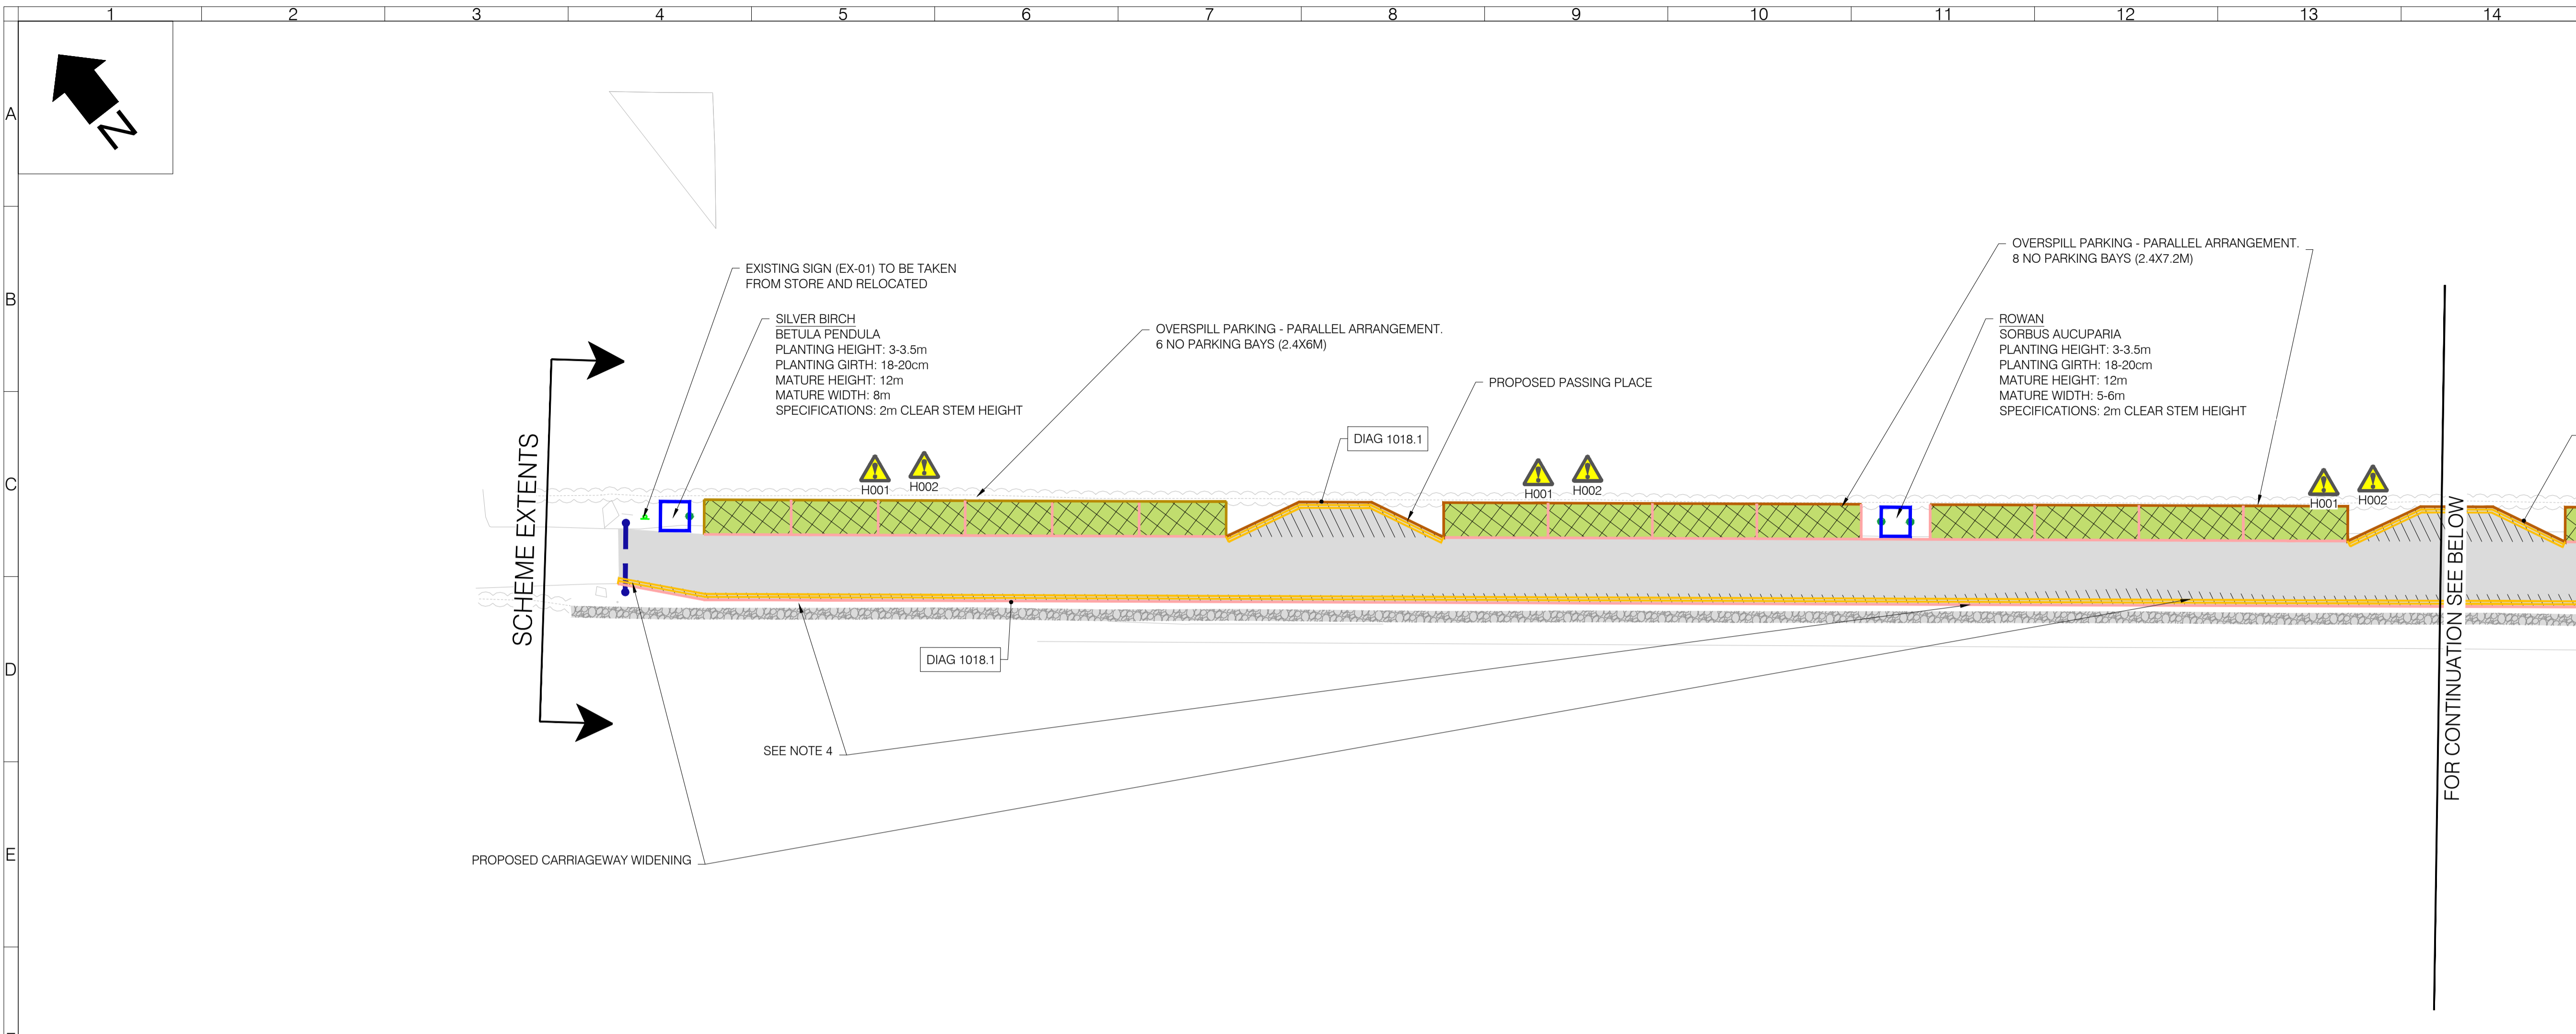 1 2 3 4 5 6 7 8 9 10 11 12 13 14
A
B
C
D
E
N
EXISTING SIGN (EX-01) TO BE TAKEN
FROM STORE AND RELOCATED
SILVER BIRCH
BETULA PENDULA
PLANTING HEIGHT: 3-3.5m
PLANTING GIRTH: 18-20cm
MATURE HEIGHT: 12m
MATURE WIDTH: 8m
SPECIFICATIONS: 2m CLEAR STEM HEIGHT
OVERSPILL PARKING - PARALLEL ARRANGEMENT.
6 NO PARKING BAYS (2.4X6M)
PROPOSED PASSING PLACE
DIAG 1018.1
OVERSPILL PARKING - PARALLEL ARRANGEMENT.
8 NO PARKING BAYS (2.4X7.2M)
ROWAN
SORBUS AUCUPARIA
PLANTING HEIGHT: 3-3.5m
PLANTING GIRTH: 18-20cm
MATURE HEIGHT: 12m
MATURE WIDTH: 5-6m
SPECIFICATIONS: 2m CLEAR STEM HEIGHT
H001
H002
H001
H002
H001
H002
SCHEME EXTENTS
DIAG 1018.1
SEE NOTE 4
PROPOSED CARRIAGEWAY WIDENING
FOR CONTINUATION SEE BELOW